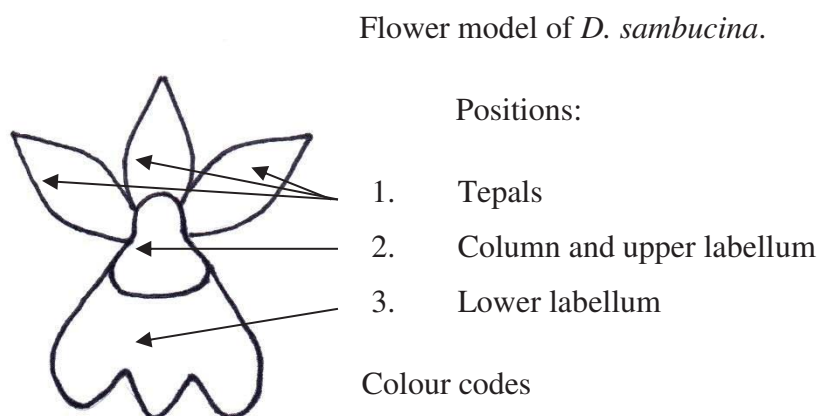 Flower model of D. sambucina.
Positions:
1. Tepals
2. Column and upper labellum
3. Lower labellum
Colour codes